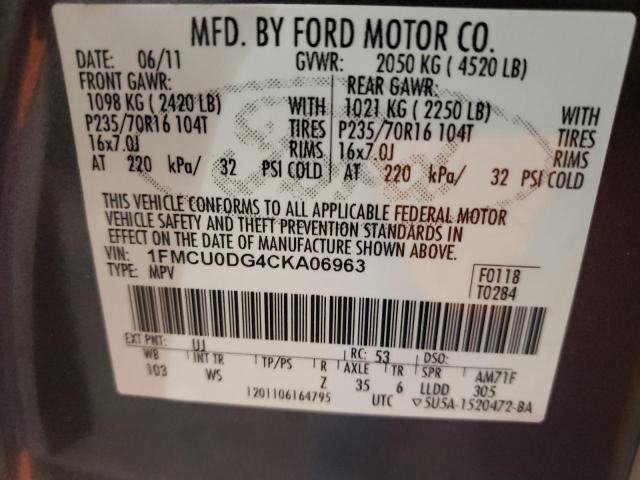 MFD. BY FORD MOTOR CO.
DATE: 06/11 GVWR: 2050 KG ( 4520 LB)
FRONT GAWR: REAR GAWR:
1098 KG ( 2420 LB) WITH 1021 KG ( 2250 LB) WITH
P235/70R16 104T TIRES P235/70R16 104T TIRES
16x7.0J RIMS 16x7.0J RIMS
AT 220 kPa/ 32 PSI COLD AT 220 kPa/ 32 PSI COLD
THIS VEHICLE CONFORMS TO ALL APPLICABLE FEDERAL MOTOR
VEHICLE SAFETY AND THEFT PREVENTION STANDARDS IN
EFFECT ON THE DATE OF MANUFACTURE SHOWN ABOVE.
VIN: 1FMCU0DG4CKA06963
TYPE: MPV F0118
T0284
EXT PNT: UJ RC: 53 DSO:
WB INT TR TP/PS R AXLE TR SPR AM71F
103 WS Z 35 6 LLDD 305
1201106164795 UTC ▽5U5A-1520472-BA